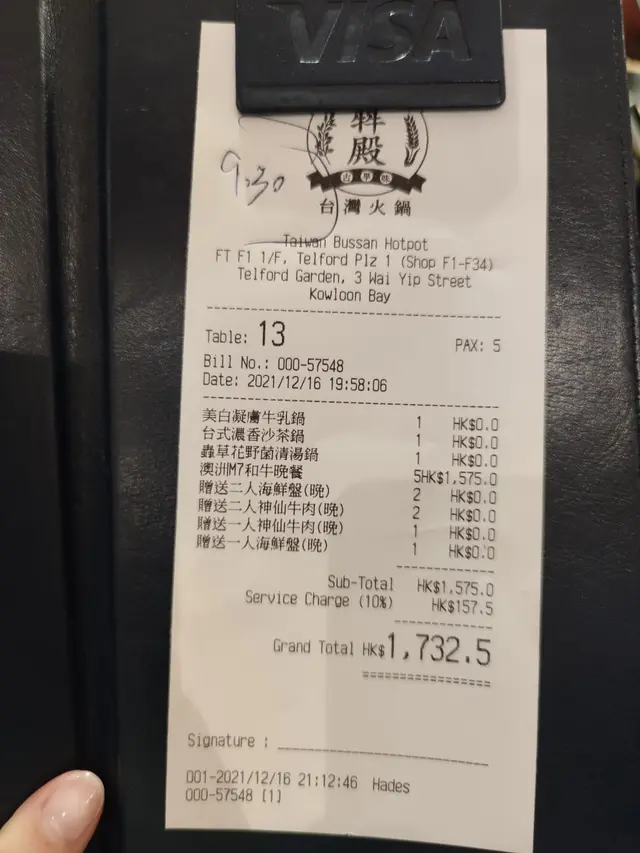 VISA
犇殿
古早味
台灣火鍋
9:30
Taiwan Bussan Hotpot
FT F1 1/F, Telford Plz 1 (Shop F1-F34)
Telford Garden, 3 Wai Yip Street
Kowloon Bay
Table: 13 PAX: 5
Bill No.: 000-57548
Date: 2021/12/16 19:58:06
美白凝膚牛乳鍋 1 HK$0.0
台式濃香沙茶鍋 1 HK$0.0
蟲草花野菌清湯鍋 1 HK$0.0
澳洲M7和牛晚餐 5HK$1,575.0
贈送二人海鮮盤(晚) 2 HK$0.0
贈送二人神仙牛肉(晚) 2 HK$0.0
贈送一人神仙牛肉(晚) 1 HK$0.0
贈送一人海鮮盤(晚) 1 HK$0.0
Sub-Total HK$1,575.0
Service Charge (10%) HK$157.5
Grand Total HK$1,732.5
Signature :
D01-2021/12/16 21:12:46 Hades
000-57548 [1]